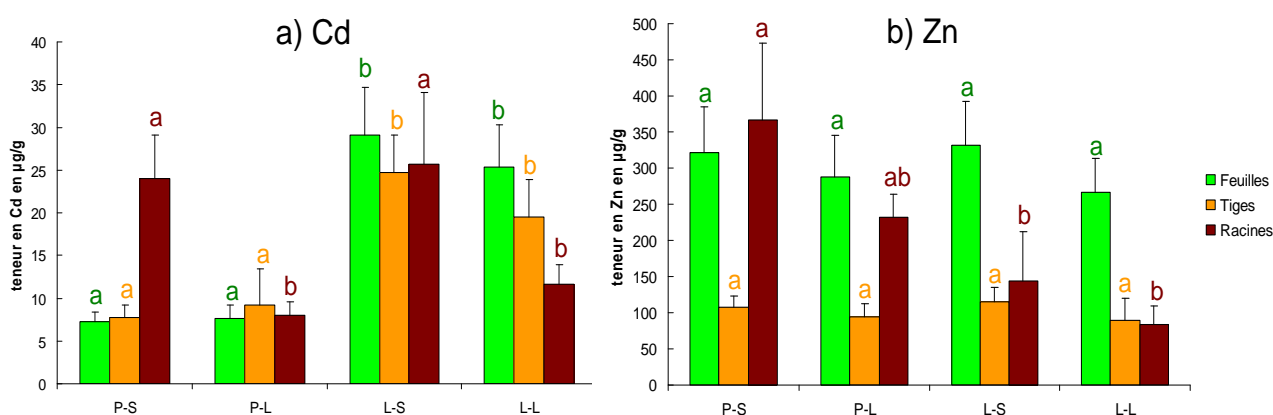 a) Cd
teneur en Cd en µg/g
40
35
30
25
20
15
10
5
0
a
a
a
a
a
b
b
b
a
b
b
b
P-S
P-L
L-S
L-L
b) Zn
teneur en Zn en µg/g
500
450
400
350
300
250
200
150
100
50
0
a
a
a
a
a
ab
a
a
b
a
a
b
P-S
P-L
L-S
L-L
Feuilles
Tiges
Racines